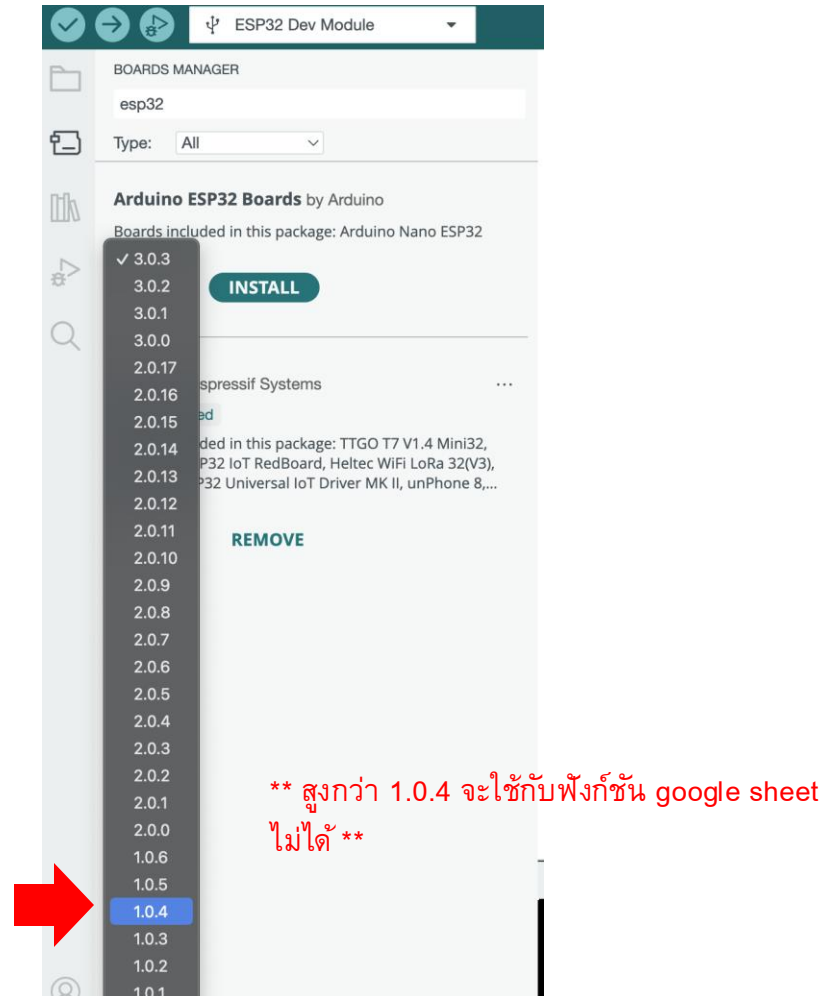 ESP32 Dev Module
BOARDS MANAGER
esp32
Type: All
Arduino ESP32 Boards by Arduino
Boards included in this package: Arduino Nano ESP32
✓ 3.0.3
3.0.2
INSTALL
3.0.1
3.0.0
2.0.17
2.0.16
spressif Systems
...
2.0.15
ed
2.0.14
ded in this package: TTGO T7 V1.4 Mini32,
P32 IoT RedBoard, Heltec WiFi LoRa 32(V3),
2.0.13
P32 Universal IoT Driver MK II, unPhone 8,...
2.0.12
2.0.11
REMOVE
2.0.10
2.0.9
2.0.8
2.0.7
2.0.6
2.0.5
2.0.4
2.0.3
2.0.2
2.0.1
2.0.0
1.0.6
1.0.5
1.0.4
1.0.3
1.0.2
1.0.1
** สูงกว่า 1.0.4 จะใช้กับฟังก์ชัน google sheet
ไม่ได้ **